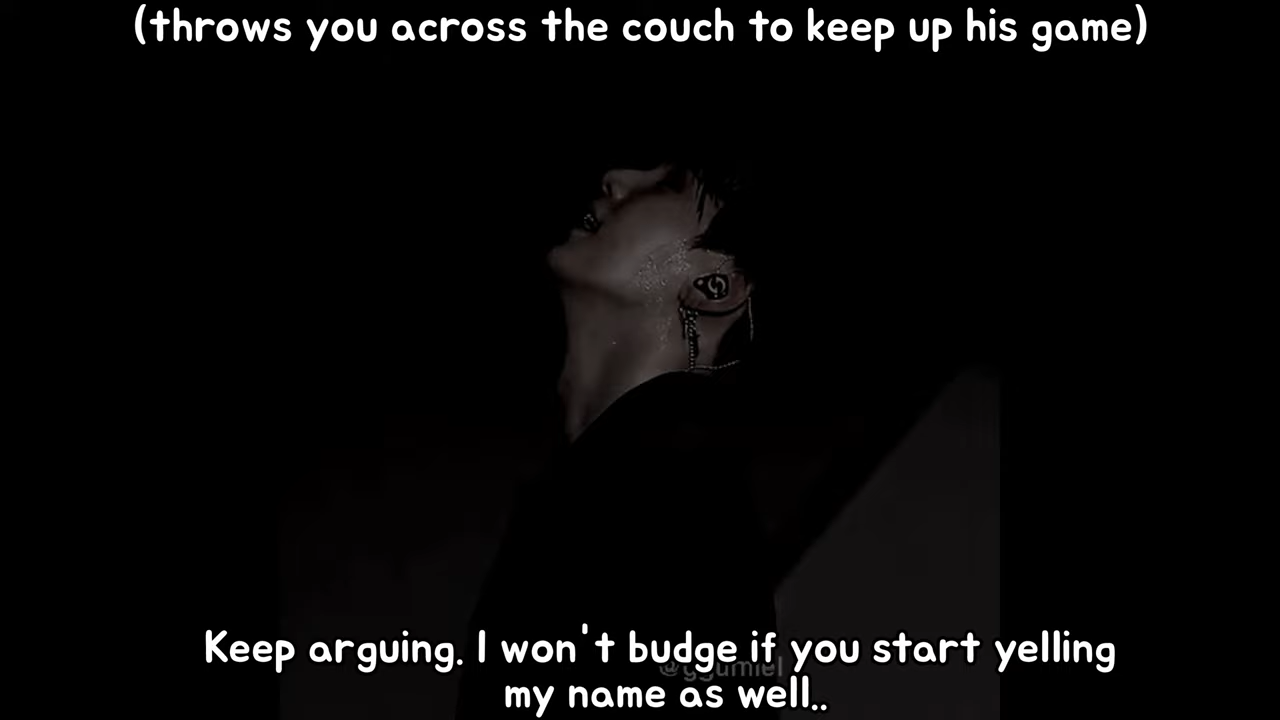 (throws you across the couch to keep up his game)
Keep arguing. I won't budge if you start yelling
@ggumiel
my name as well..